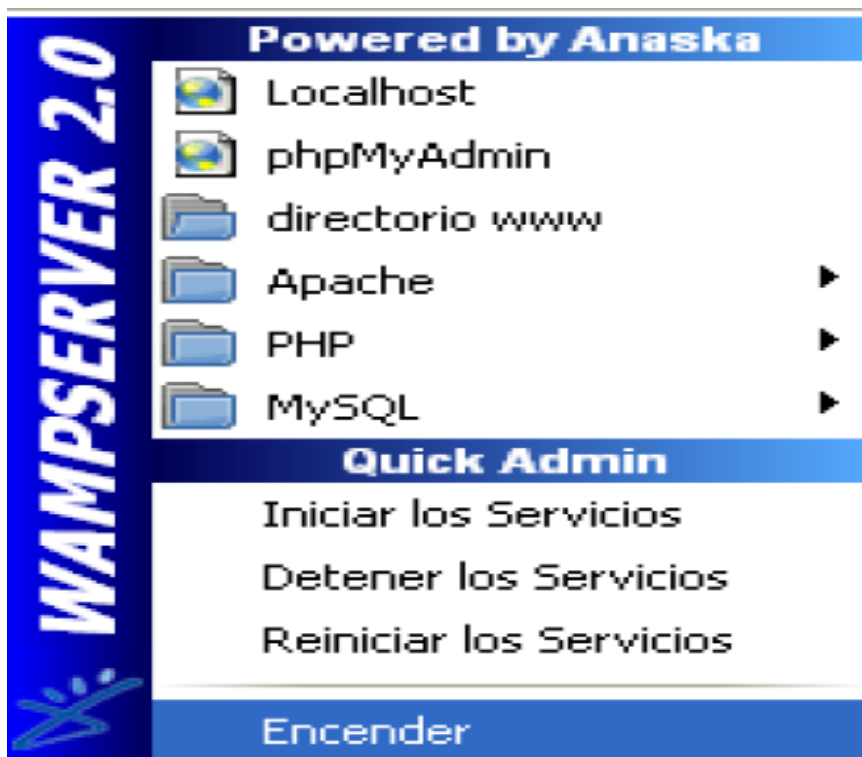 WAMPSERVER 2.0
Powered by Anaska
Localhost
phpMyAdmin
directorio www
Apache
PHP
MySQL
Quick Admin
Iniciar los Servicios
Detener los Servicios
Reiniciar los Servicios
Encender